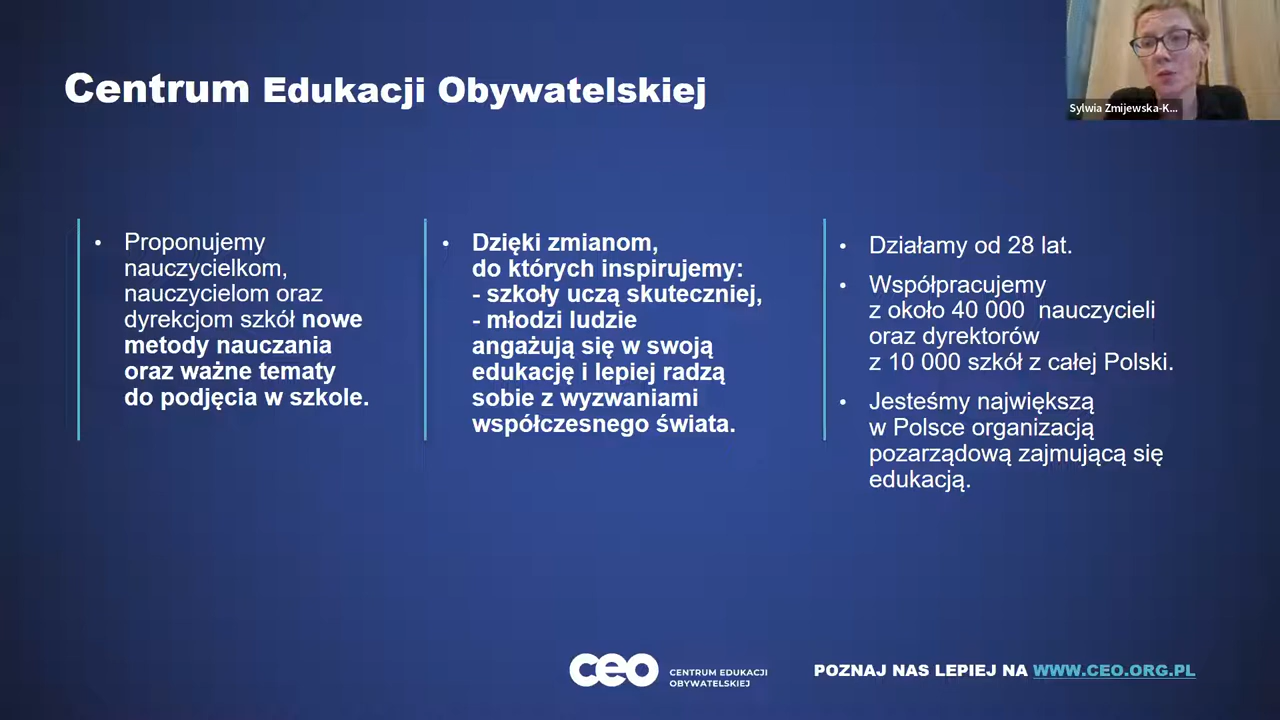 Centrum Edukacji Obywatelskiej
Sylwia Zmijewska-K...
• Proponujemy
nauczycielkom,
nauczycielom oraz
dyrekcjom szkół nowe
metody nauczania
oraz ważne tematy
do podjęcia w szkole.
• Dzięki zmianom,
do których inspirujemy:
- szkoły uczą skuteczniej,
- młodzi ludzie
angażują się w swoją
edukację i lepiej radzą
sobie z wyzwaniami
współczesnego świata.
• Działamy od 28 lat.
• Współpracujemy
z około 40 000  nauczycieli
oraz dyrektorów
z 10 000 szkół z całej Polski.
• Jesteśmy największą
w Polsce organizacją
pozarządową zajmującą się
edukacją.
ceo
CENTRUM EDUKACJI
OBYWATELSKIEJ
POZNAJ NAS LEPIEJ NA WWW.CEO.ORG.PL